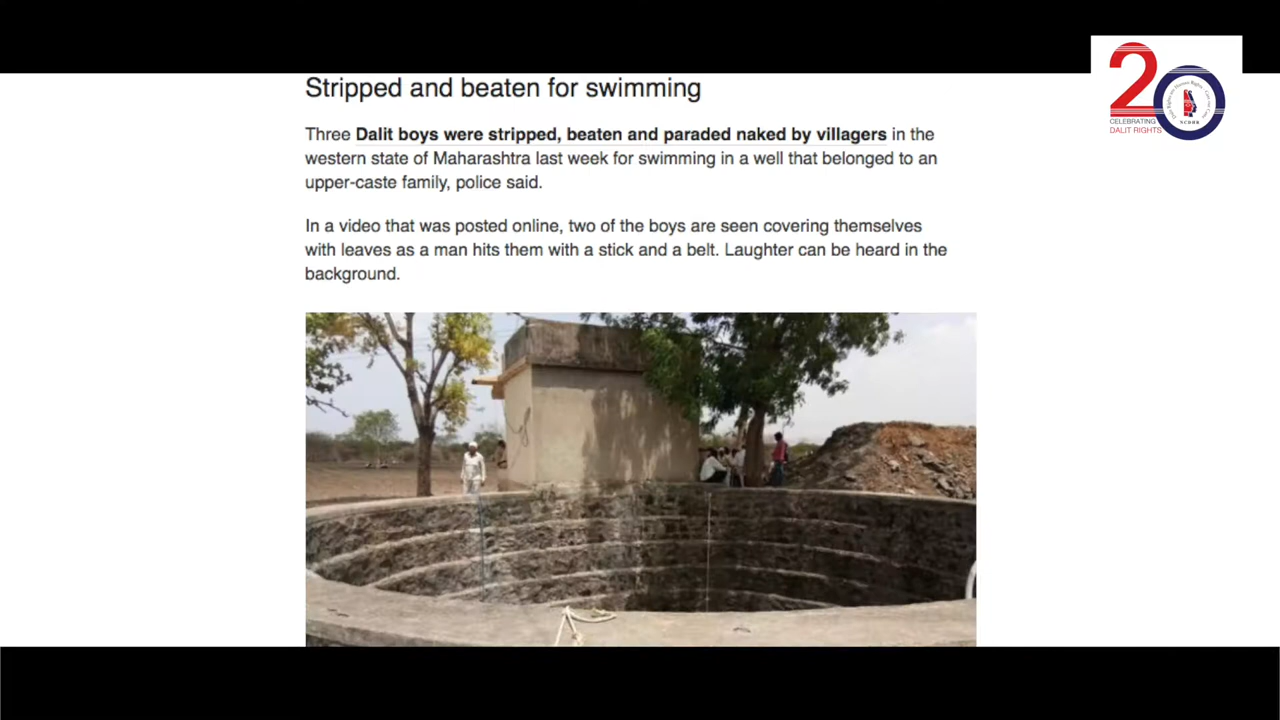 Stripped and beaten for swimming
Three Dalit boys were stripped, beaten and paraded naked by villagers in the
western state of Maharashtra last week for swimming in a well that belonged to an
upper-caste family, police said.
In a video that was posted online, two of the boys are seen covering themselves
with leaves as a man hits them with a stick and a belt. Laughter can be heard in the
background.
20
CELEBRATING
DALIT RIGHTS
NCDHR